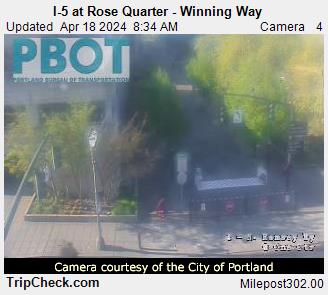 I-5 at Rose Quarter - Winning Way
Updated Apr 18 2024 8:34 AM Camera 4
PBOT
PORTLAND BUREAU OF TRANSPORTATION
Camera courtesy of the City of Portland
TripCheck.com Milepost302.00